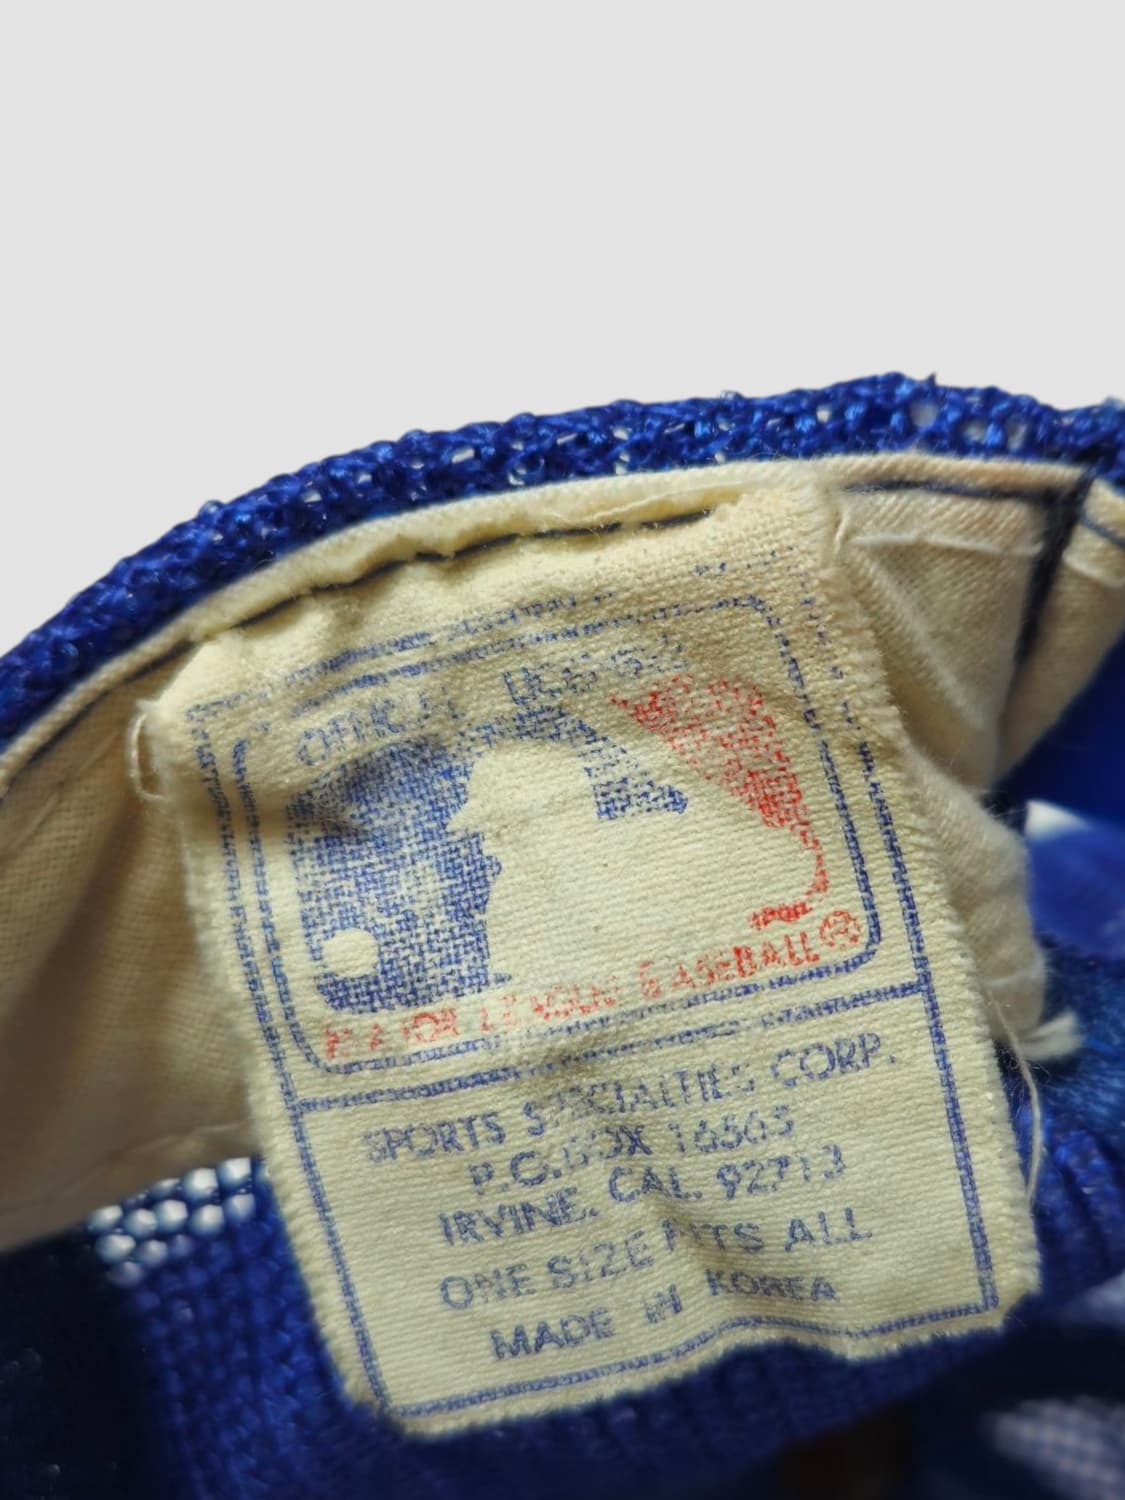 OFFICIAL LICENSEE
MAJOR LEAGUE BASEBALL®
SPORTS SPECIALTIES CORP.
P.O. BOX 16565
IRVINE, CAL. 92713
ONE SIZE FITS ALL
MADE IN KOREA